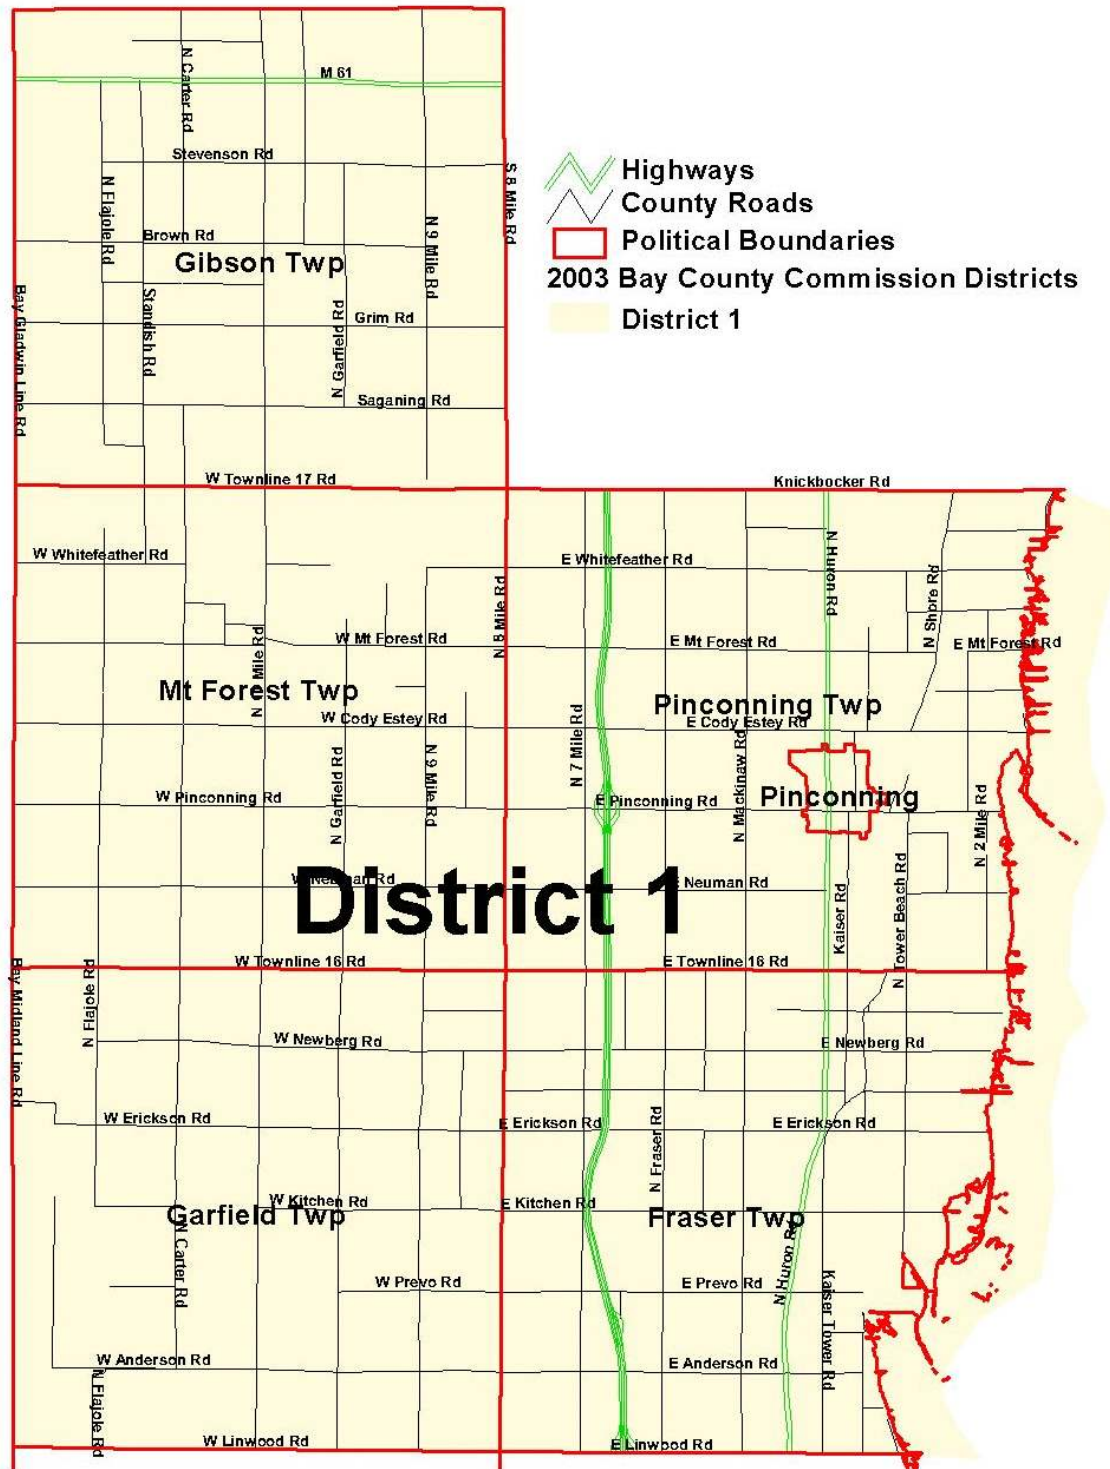 M 61
N Carter Rd
Stevenson Rd
N Flajole Rd
S 8 Mile Rd
Highways
County Roads
Political Boundaries
2003 Bay County Commission Districts
District 1
Brown Rd
N 9 Mile Rd
Gibson Twp
Bay Gladwin Line Rd
Standish Rd
N Garfield Rd
Grim Rd
Saganing Rd
W Townline 17 Rd
Knickbocker Rd
W Whitefeather Rd
E Whitefeather Rd
N Huron Rd
N Shore Rd
N 8 Mile Rd
N Mile Rd
W Mt Forest Rd
E Mt Forest Rd
E Mt Forest Rd
Mt Forest Twp
Pinconning Twp
W Cody Estey Rd
E Cody Estey Rd
N 7 Mile Rd
N Mackinaw Rd
N Garfield Rd
N 9 Mile Rd
W Pinconning Rd
E Pinconning Rd
Pinconning
N 2 Mile Rd
W Neuman Rd
District 1
E Neuman Rd
Kaiser Rd
N Tower Beach Rd
W Townline 16 Rd
E Townline 16 Rd
Bay Midland Line Rd
N Flajole Rd
W Newberg Rd
E Newberg Rd
W Erickson Rd
E Erickson Rd
E Erickson Rd
N Fraser Rd
W Kitchen Rd
E Kitchen Rd
Garfield Twp
Fraser Twp
N Carter Rd
N Huron Rd
W Prevo Rd
E Prevo Rd
Kaiser Tower Rd
W Anderson Rd
E Anderson Rd
N Flajole Rd
W Linwood Rd
E Linwood Rd